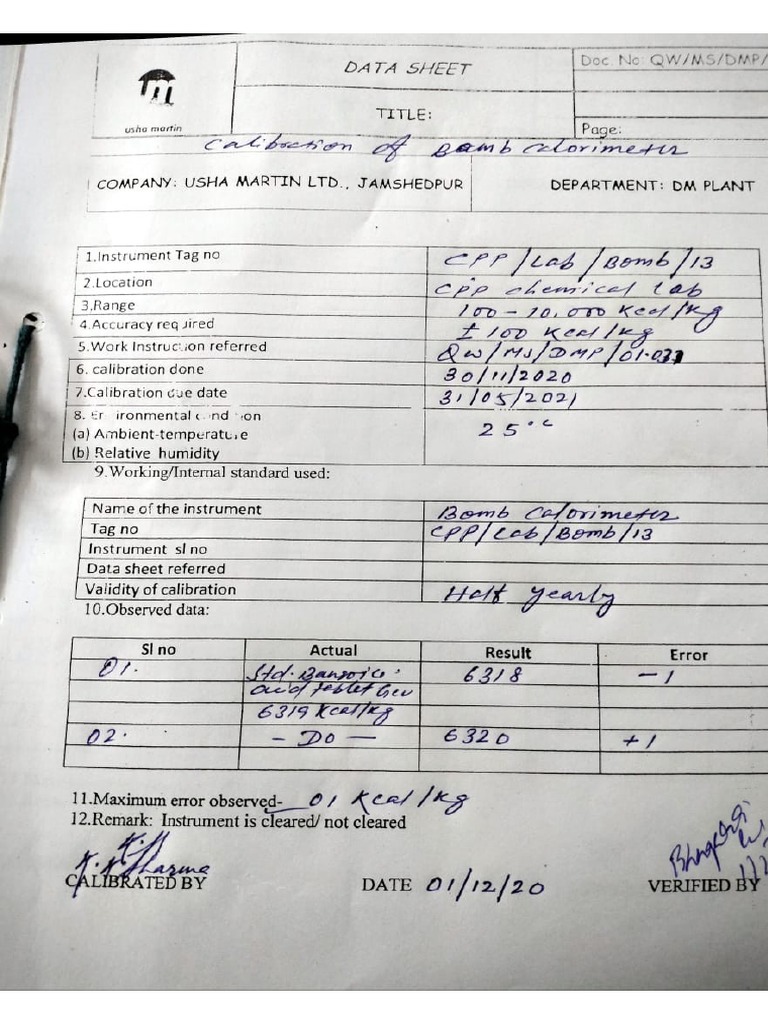 usha martin
DATA SHEET
Doc. No: QW/MS/DMP/
TITLE:
Page:
Calibration of Bomb Calorimeter
COMPANY: USHA MARTIN LTD., JAMSHEDPUR DEPARTMENT: DM PLANT
1.Instrument Tag no CPP/Lab/Bomb/13
2.Location CPP chemical Lab
3.Range 100-10,000 Kcal/kg
4.Accuracy required ± 100 Kcal/kg
5.Work Instruction referred QW/MS/DMP/01.031
6. calibration done 30/11/2020
7.Calibration due date 31/05/2021
8. Environmental condition
(a) Ambient-temperature 25°C
(b) Relative humidity
9.Working/Internal standard used:
Name of the instrument Bomb Calorimeter
Tag no CPP/Lab/Bomb/13
Instrument sl no
Data sheet referred
Validity of calibration Half yearly
10.Observed data:
Sl no Actual Result Error
01. Std. Banzoic 6318 -1
acid tablet
6319 Kcal/kg
02. - Do - 6320 +1
11.Maximum error observed- 01 Kcal/kg
12.Remark: Instrument is cleared/ not cleared
K. K. Sharma
CALIBRATED BY DATE 01/12/20 VERIFIED BY